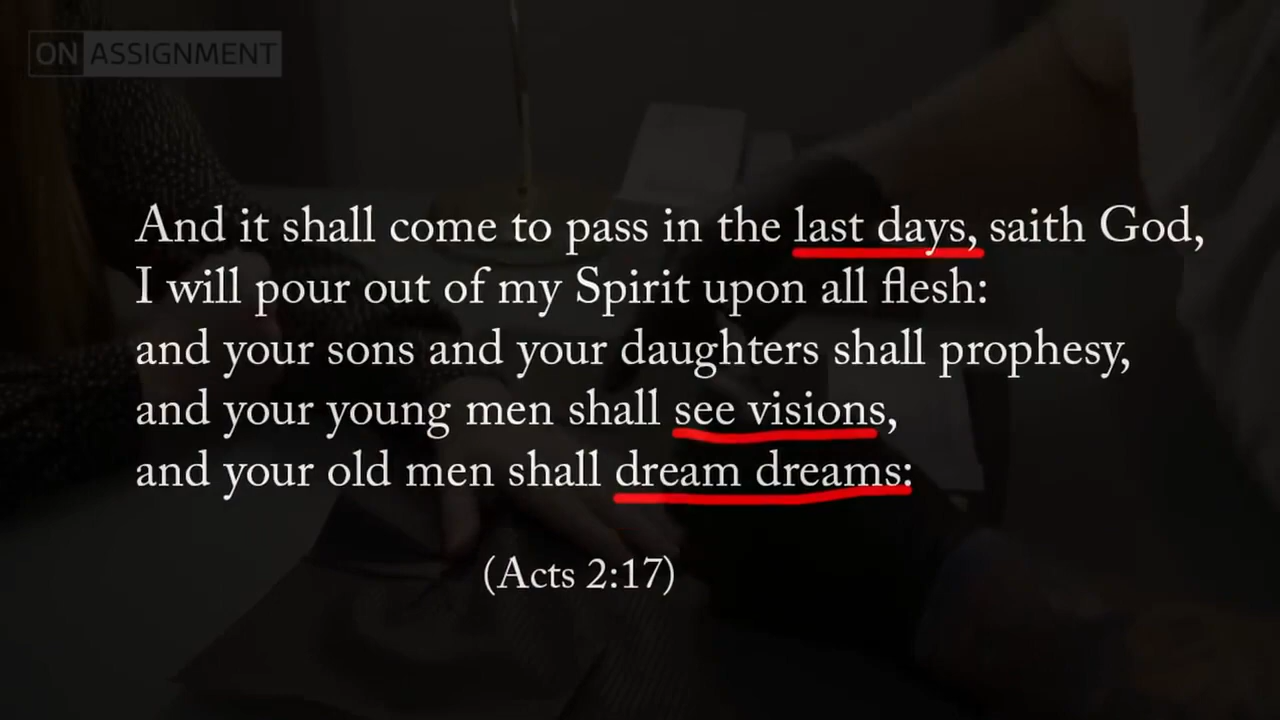 ON ASSIGNMENT
And it shall come to pass in the last days, saith God,
I will pour out of my Spirit upon all flesh:
and your sons and your daughters shall prophesy,
and your young men shall see visions,
and your old men shall dream dreams:
(Acts 2:17)